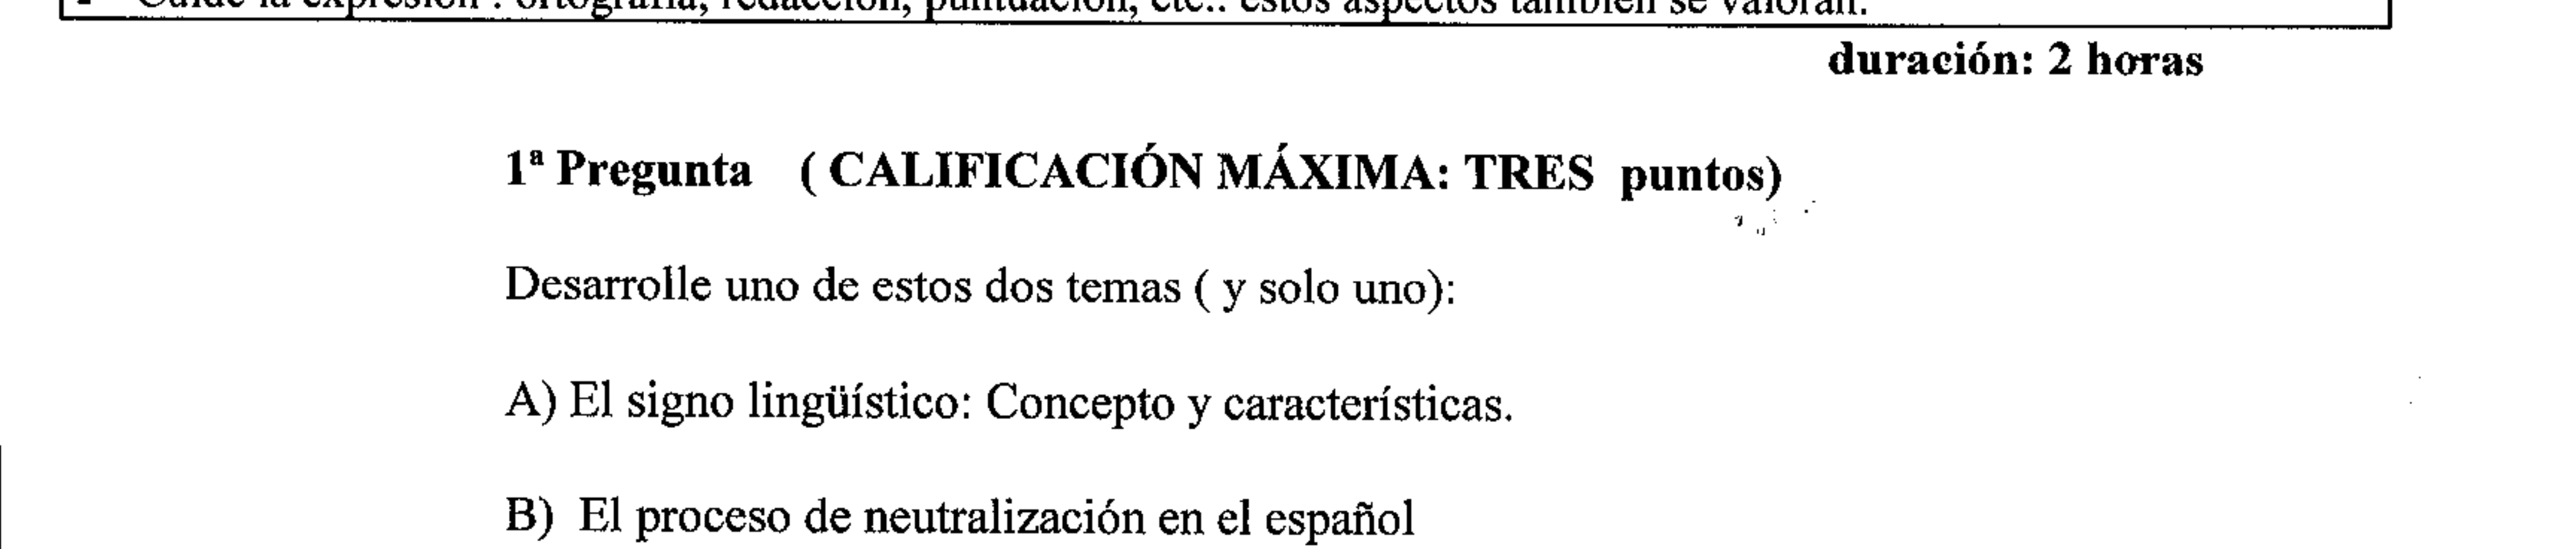 Cuide la expresión : ortografía, redacción, puntuación, etc.: estos aspectos también se valoran.
duración: 2 horas
1ª Pregunta ( CALIFICACIÓN MÁXIMA: TRES puntos)
Desarrolle uno de estos dos temas ( y solo uno):
A) El signo lingüístico: Concepto y características.
B) El proceso de neutralización en el español